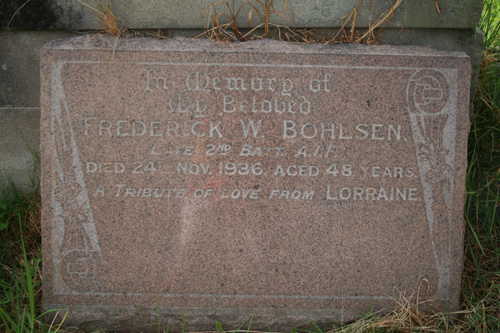 In Memory of
My Beloved
FREDERICK W. BOHLSEN.
LATE 2ND BATT. A.I.F.
DIED 24TH NOV. 1936, AGED 48 YEARS.
A TRIBUTE OF LOVE FROM LORRAINE